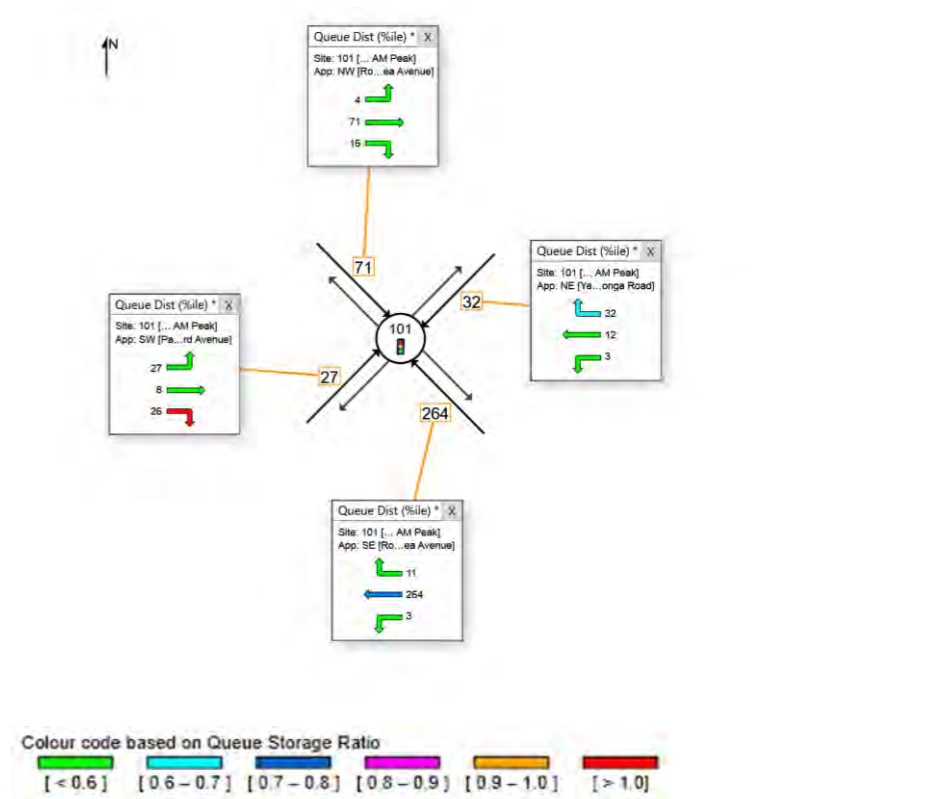 N
Queue Dist (%ile) * X
Site: 101 [... AM Peak]
App: NW [Ro...ea Avenue]
4
71
15
71
Queue Dist (%ile) * X
Site: 101 [... AM Peak]
App: NE [Ya...onga Road]
32
12
3
32
101
Queue Dist (%ile) * X
Site: 101 [... AM Peak]
App: SW [Pa...rd Avenue]
27
8
26
27
264
Queue Dist (%ile) * X
Site: 101 [... AM Peak]
App: SE [Ro...ea Avenue]
11
264
3
Colour code based on Queue Storage Ratio
[ < 0.6 ] [ 0.6 – 0.7 ] [ 0.7 – 0.8 ] [ 0.8 – 0.9 ] [ 0.9 – 1.0 ] [ > 1.0 ]